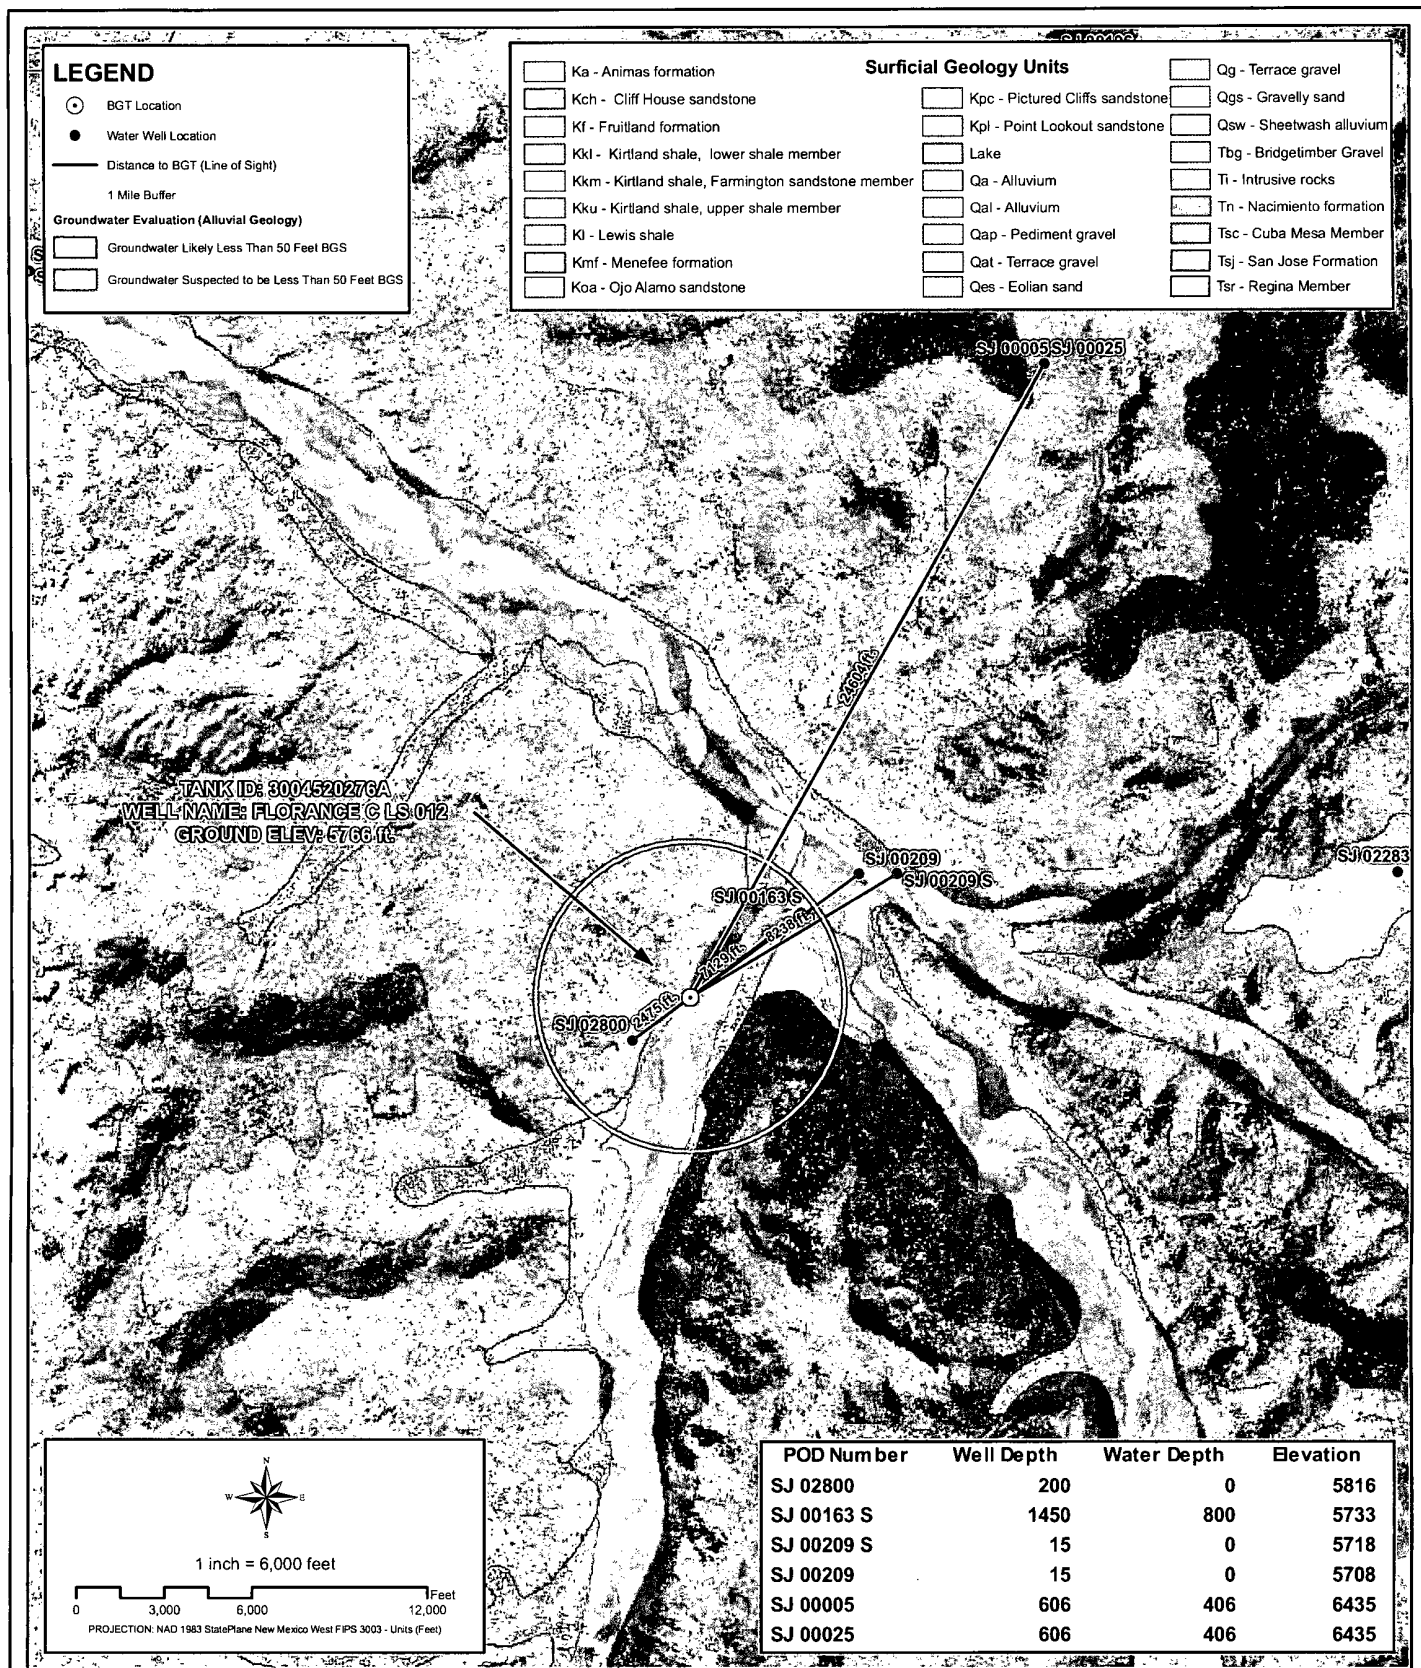 LEGEND
BGT Location
Water Well Location
Distance to BGT (Line of Sight)
1 Mile Buffer
Groundwater Evaluation (Alluvial Geology)
Groundwater Likely Less Than 50 Feet BGS
Groundwater Suspected to be Less Than 50 Feet BGS
Surficial Geology Units
Ka - Animas formation
Kch - Cliff House sandstone
Kf - Fruitland formation
Kkl - Kirtland shale, lower shale member
Kkm - Kirtland shale, Farmington sandstone member
Kku - Kirtland shale, upper shale member
Kl - Lewis shale
Kmf - Menefee formation
Koa - Ojo Alamo sandstone
Kpc - Pictured Cliffs sandstone
Kpl - Point Lookout sandstone
Lake
Qa - Alluvium
Qal - Alluvium
Qap - Pediment gravel
Qat - Terrace gravel
Qes - Eolian sand
Qg - Terrace gravel
Qgs - Gravelly sand
Qsw - Sheetwash alluvium
Tbg - Bridgetimber Gravel
Ti - Intrusive rocks
Tn - Nacimiento formation
Tsc - Cuba Mesa Member
Tsj - San Jose Formation
Tsr - Regina Member
SJ 00005 SJ 00025
24604 ft.
TANK ID: 3004520276A
WELL NAME: FLORANCE C LS 012
GROUND ELEV: 5766 ft.
SJ 00209
SJ 00209 S
SJ 02283
SJ 00163 S
6238 ft.
7129 ft.
2475 ft.
SJ 02800
N
W E
S
1 inch = 6,000 feet
Feet
0 3,000 6,000 12,000
PROJECTION: NAD 1983 StatePlane New Mexico West FIPS 3003 - Units (Feet)
POD Number Well Depth Water Depth Elevation
SJ 02800 200 0 5816
SJ 00163 S 1450 800 5733
SJ 00209 S 15 0 5718
SJ 00209 15 0 5708
SJ 00005 606 406 6435
SJ 00025 606 406 6435